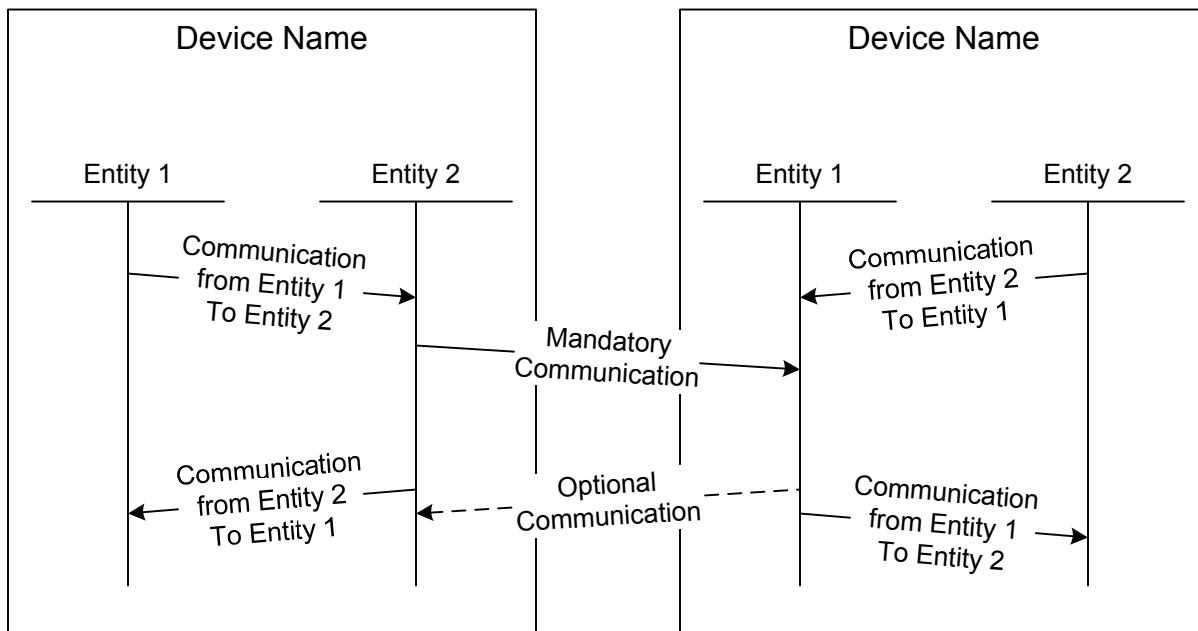 Device Name
Device Name
Entity 1
Entity 2
Entity 1
Entity 2
Communication
from Entity 1
To Entity 2
Communication
from Entity 2
To Entity 1
Mandatory
Communication
Communication
from Entity 2
To Entity 1
Optional
Communication
Communication
from Entity 1
To Entity 2